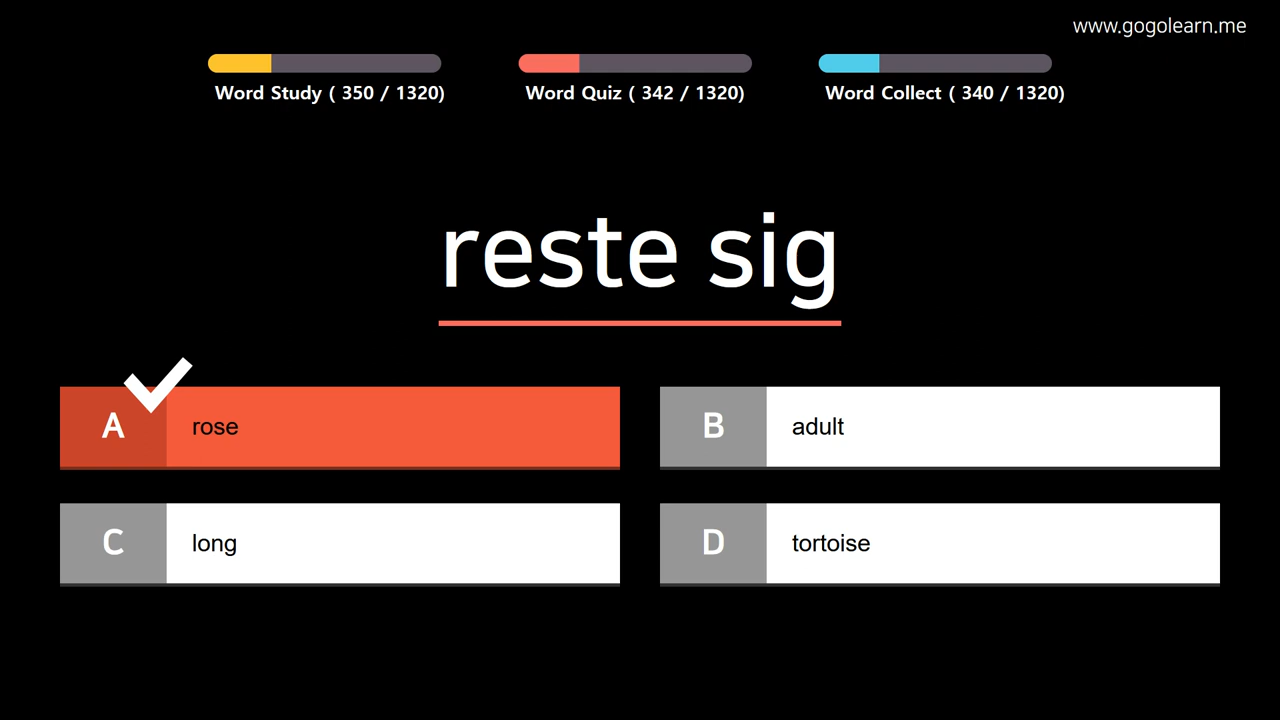 www.gogolearn.me
Word Study ( 350 / 1320)
Word Quiz ( 342 / 1320)
Word Collect ( 340 / 1320)
reste sig
A rose
B adult
C long
D tortoise